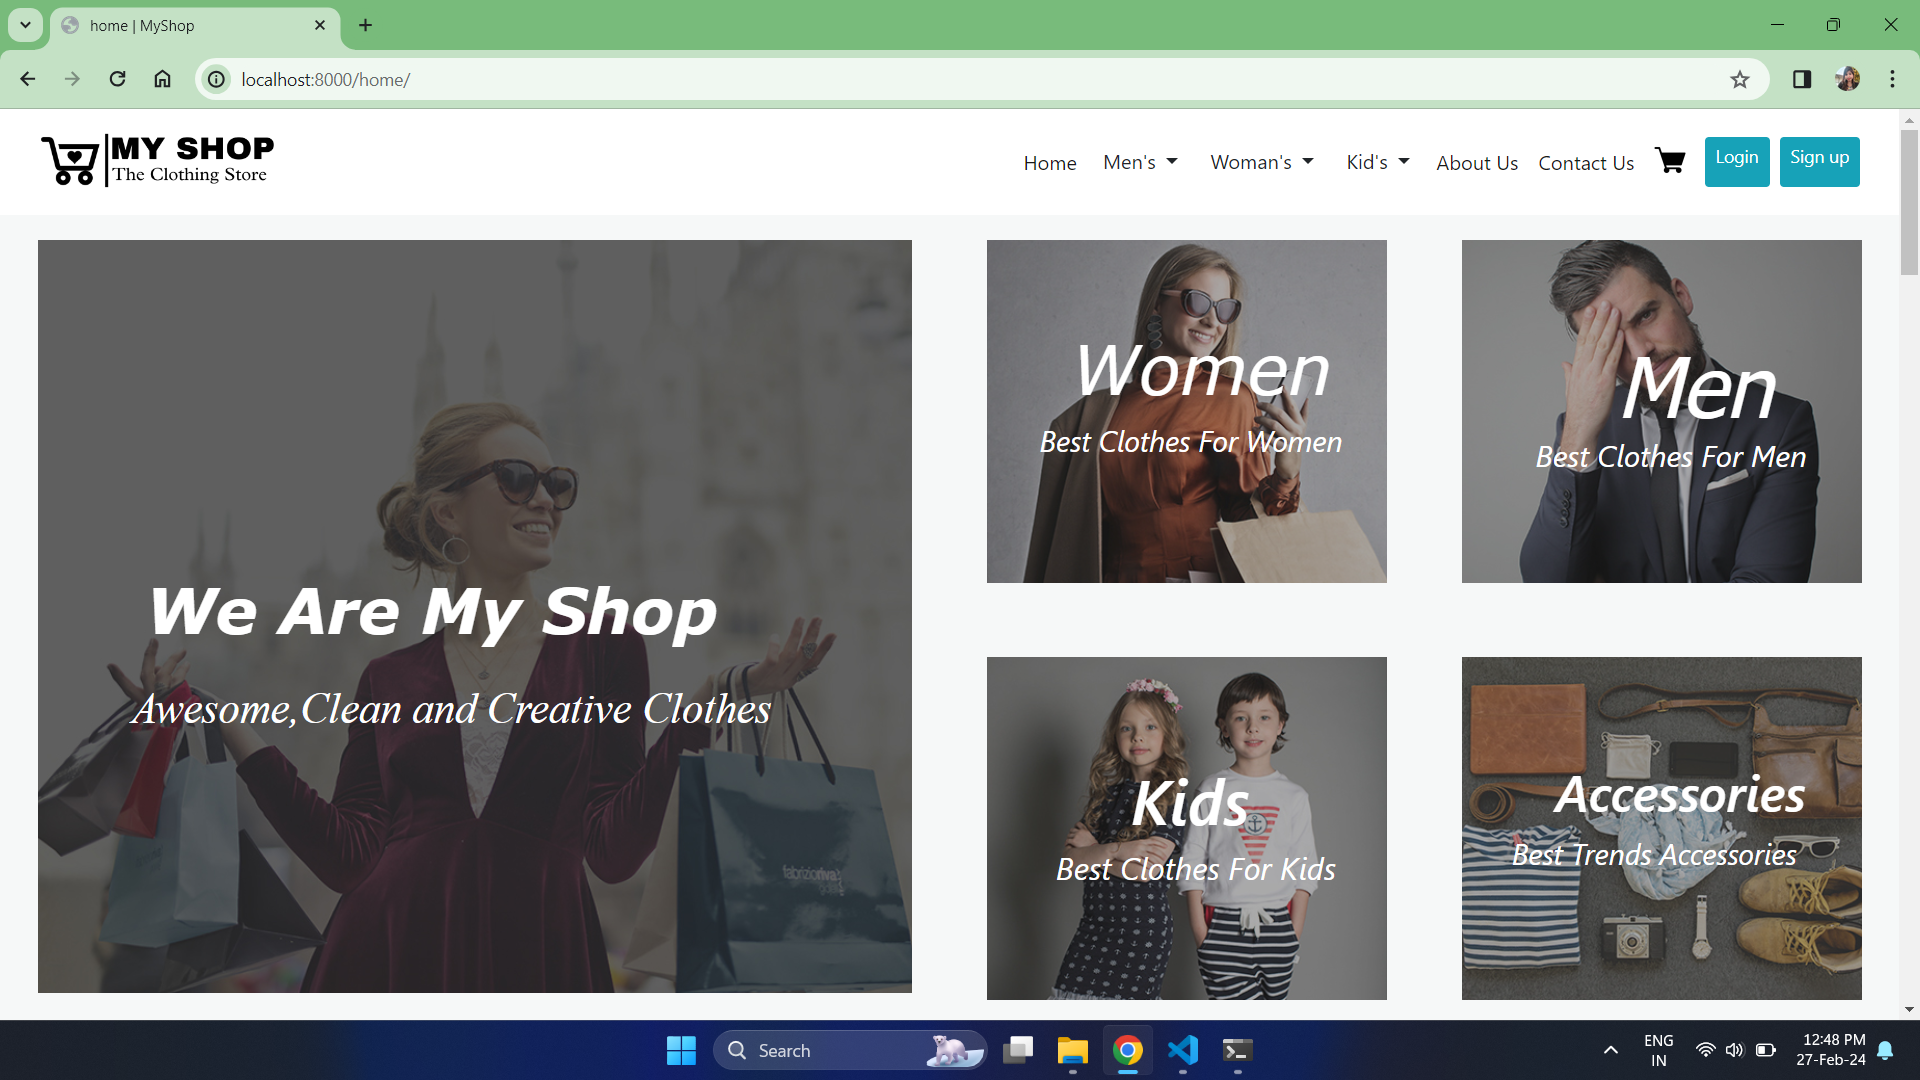 home | MyShop
localhost:8000/home/
MY SHOP
The Clothing Store
Home Men's Woman's Kid's About Us Contact Us Login Sign up
We Are My Shop
Awesome,Clean and Creative Clothes
fabrizioriva
Women
Best Clothes For Women
Men
Best Clothes For Men
Kids
Best Clothes For Kids
Accessories
Best Trends Accessories
Search
ENG
IN
12:48 PM
27-Feb-24